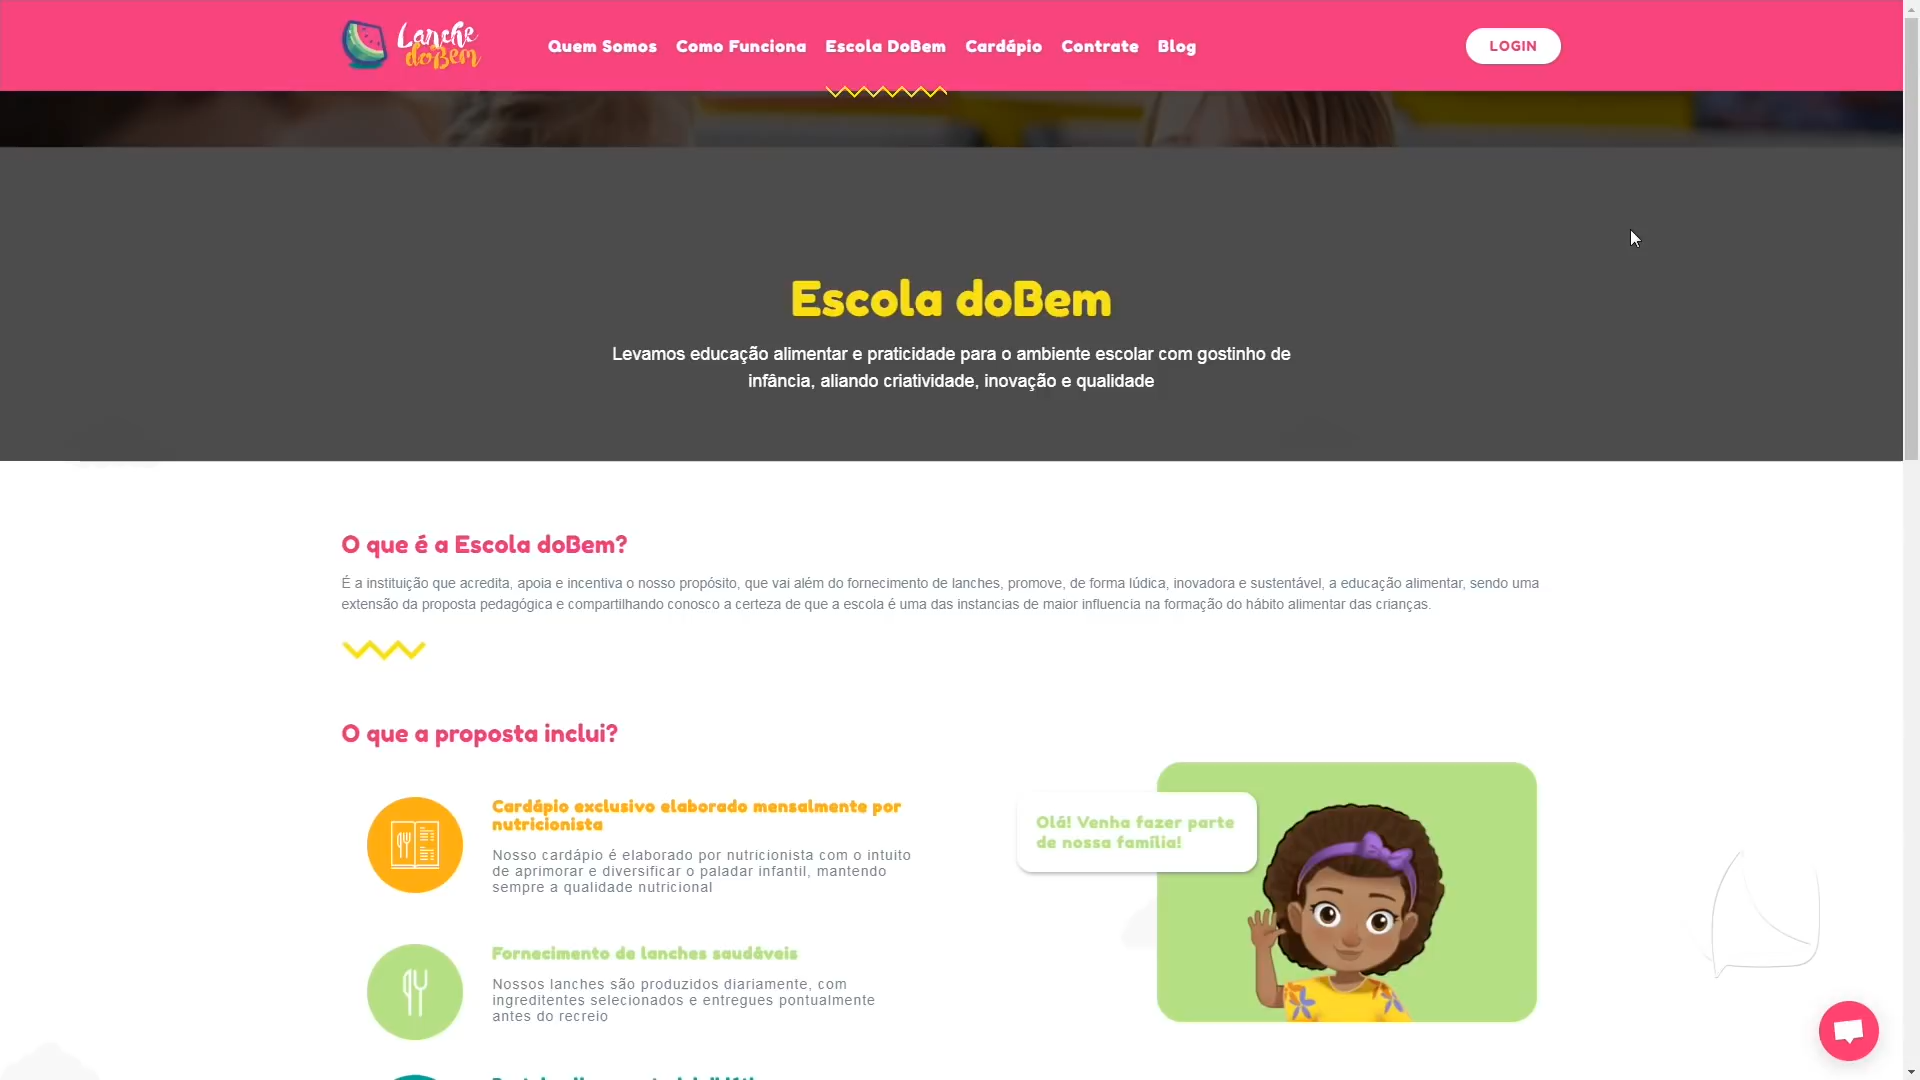 Lanche
doBem
Quem Somos Como Funciona Escola DoBem Cardápio Contrate Blog
LOGIN
Escola doBem
Levamos educação alimentar e praticidade para o ambiente escolar com gostinho de
infância, aliando criatividade, inovação e qualidade
O que é a Escola doBem?
É a instituição que acredita, apoia e incentiva o nosso propósito, que vai além do fornecimento de lanches, promove, de forma lúdica, inovadora e sustentável, a educação alimentar, sendo uma
extensão da proposta pedagógica e compartilhando conosco a certeza de que a escola é uma das instancias de maior influencia na formação do hábito alimentar das crianças.
O que a proposta inclui?
Cardápio exclusivo elaborado mensalmente por
nutricionista
Nosso cardápio é elaborado por nutricionista com o intuito
de aprimorar e diversificar o paladar infantil, mantendo
sempre a qualidade nutricional
Olá! Venha fazer parte
de nossa família!
Fornecimento de lanches saudáveis
Nossos lanches são produzidos diariamente, com
ingreditentes selecionados e entregues pontualmente
antes do recreio